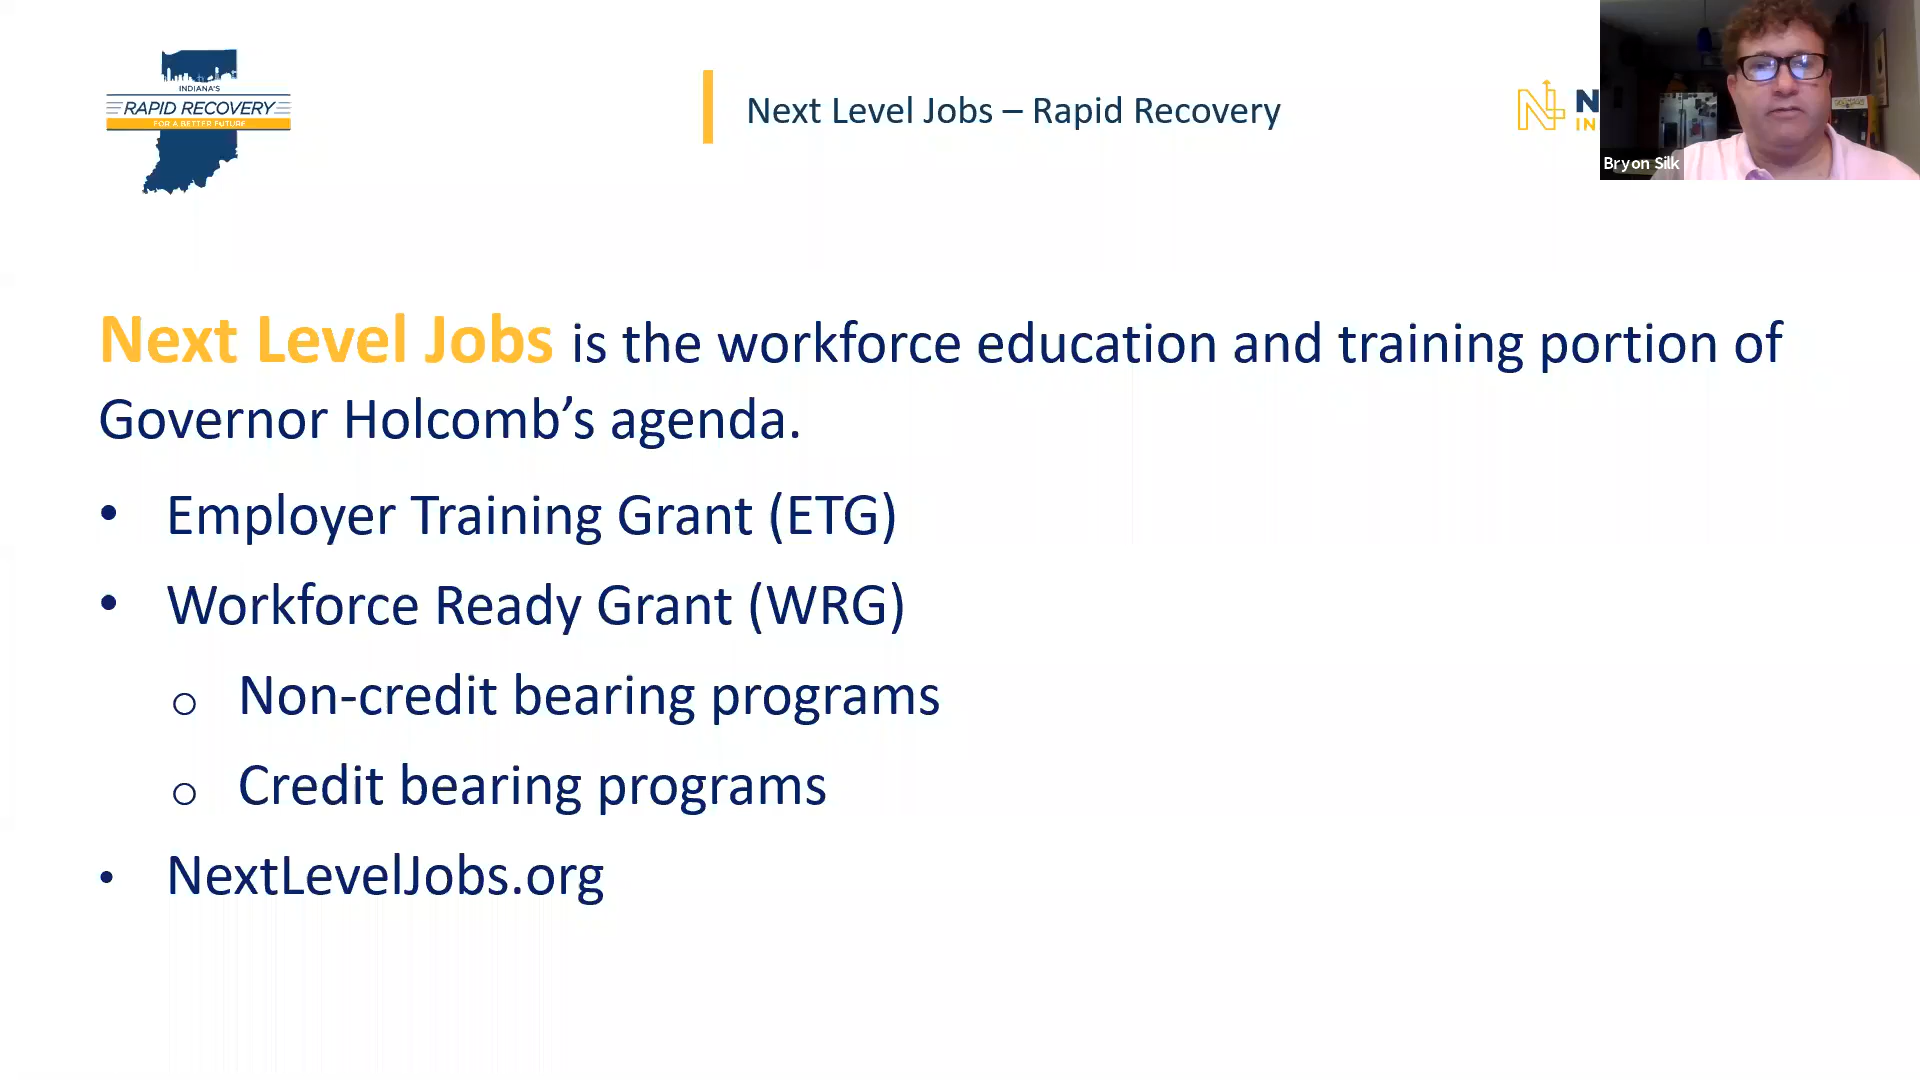 INDIANA'S
RAPID RECOVERY
FOR A BETTER FUTURE
Next Level Jobs – Rapid Recovery
N
IN
Bryon Silk
Next Level Jobs is the workforce education and training portion of
Governor Holcomb’s agenda.
• Employer Training Grant (ETG)
• Workforce Ready Grant (WRG)
o Non-credit bearing programs
o Credit bearing programs
• NextLevelJobs.org